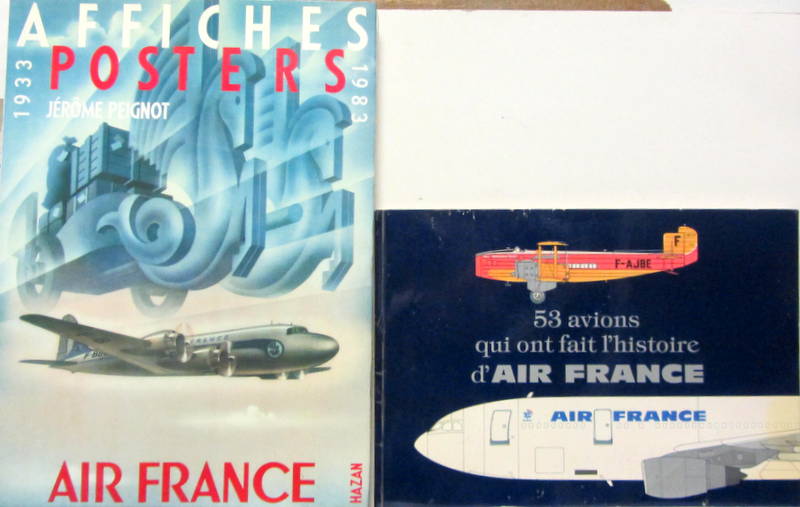 AFFICHES
POSTERS
1933
1983
JÉRÔME PEIGNOT
AIR FRANCE
HAZAN
F
F-AJBE
53 avions
qui ont fait l'histoire
d'AIR FRANCE
AIR FRANCE